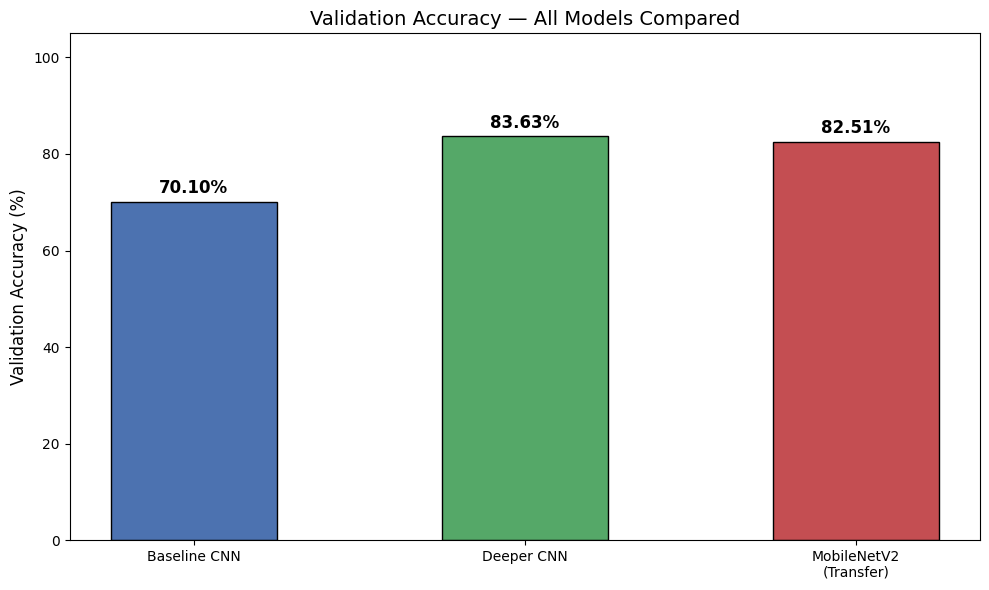 Validation Accuracy — All Models Compared
Validation Accuracy (%)
100
80
60
40
20
0
70.10%
83.63%
82.51%
Baseline CNN
Deeper CNN
MobileNetV2
(Transfer)